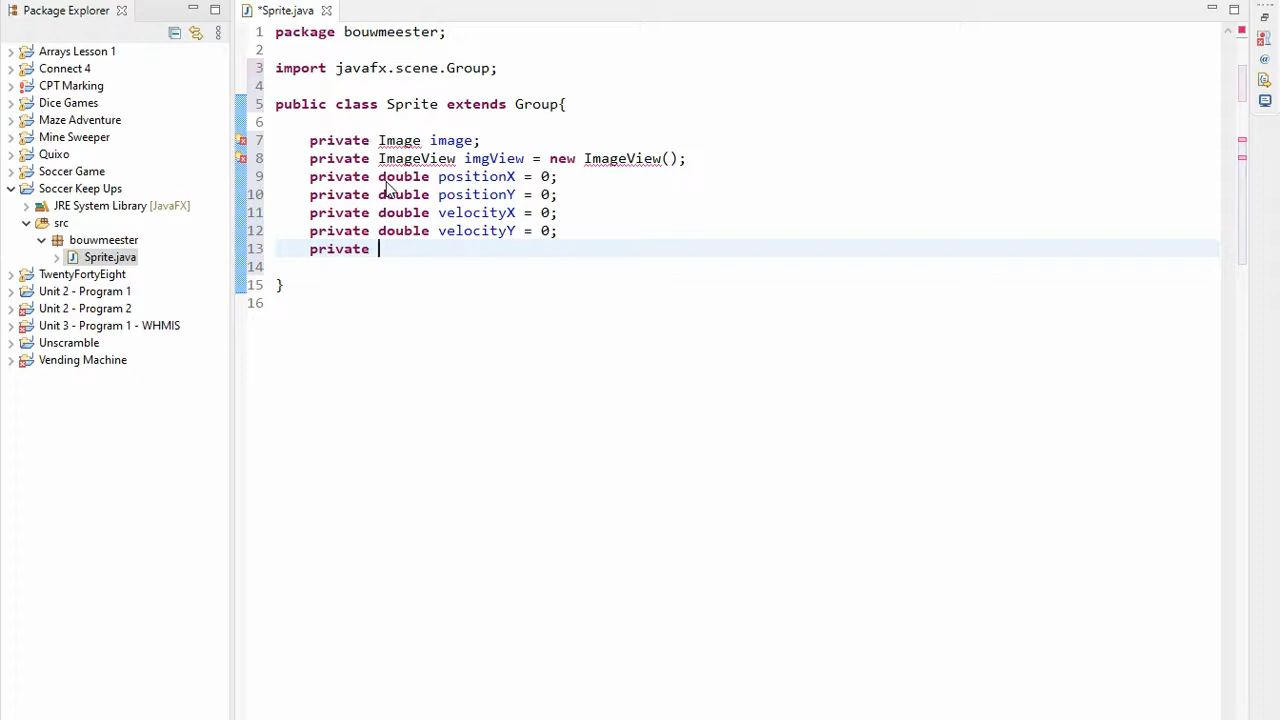 Package Explorer
*Sprite.java
Arrays Lesson 1
Connect 4
CPT Marking
Dice Games
Maze Adventure
Mine Sweeper
Quixo
Soccer Game
Soccer Keep Ups
JRE System Library [JavaFX]
src
bouwmeester
Sprite.java
TwentyFortyEight
Unit 2 - Program 1
Unit 2 - Program 2
Unit 3 - Program 1 - WHMIS
Unscramble
Vending Machine
1 package bouwmeester;
2
3 import javafx.scene.Group;
4
5 public class Sprite extends Group{
6
7 private Image image;
8 private ImageView imgView = new ImageView();
9 private double positionX = 0;
10 private double positionY = 0;
11 private double velocityX = 0;
12 private double velocityY = 0;
13 private
14
15 }
16